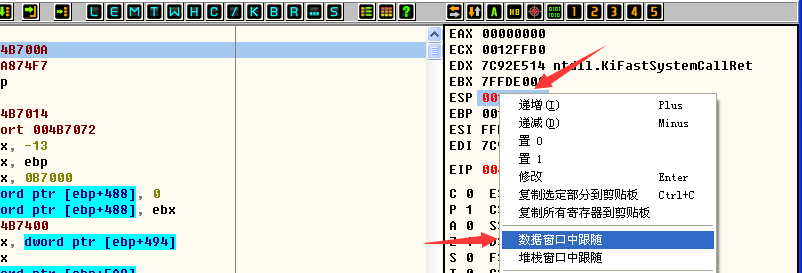 L E M T W H C / K B R ... S
A HB 1 2 3 4 5
4B700A
A874F7
p
4B7014
ort 004B7072
x, -13
x, ebp
x, 0B7000
ord ptr [ebp+488], 0
ord ptr [ebp+488], ebx
4B7400
x, dword ptr [ebp+494]
x
EAX 00000000
ECX 0012FFB0
EDX 7C92E514 ntdll.KiFastSystemCallRet
EBX 7FFDE000
ESP 00
EBP 00
ESI FF
EDI 7C
EIP 00
C 0 E
P 1 C
A 0 S
Z
S 0 F
递增(I) Plus
递减(D) Minus
置 0
置 1
修改 Enter
复制选定部分到剪贴板 Ctrl+C
复制所有寄存器到剪贴板
数据窗口中跟随
堆栈窗口中跟随